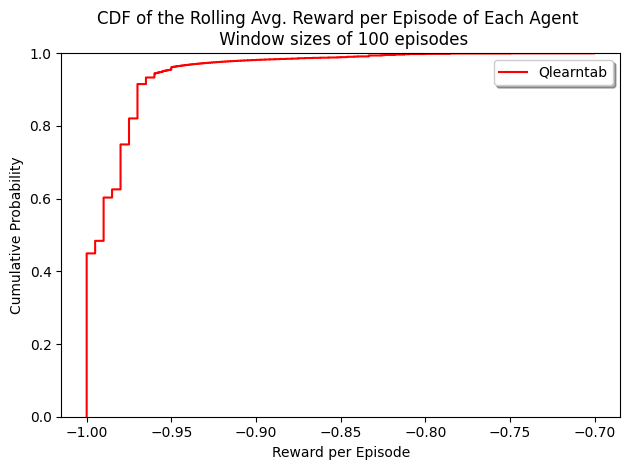 CDF of the Rolling Avg. Reward per Episode of Each Agent
Window sizes of 100 episodes
Qlearntab
Cumulative Probability
1.0
0.8
0.6
0.4
0.2
0.0
−1.00 −0.95 −0.90 −0.85 −0.80 −0.75 −0.70
Reward per Episode